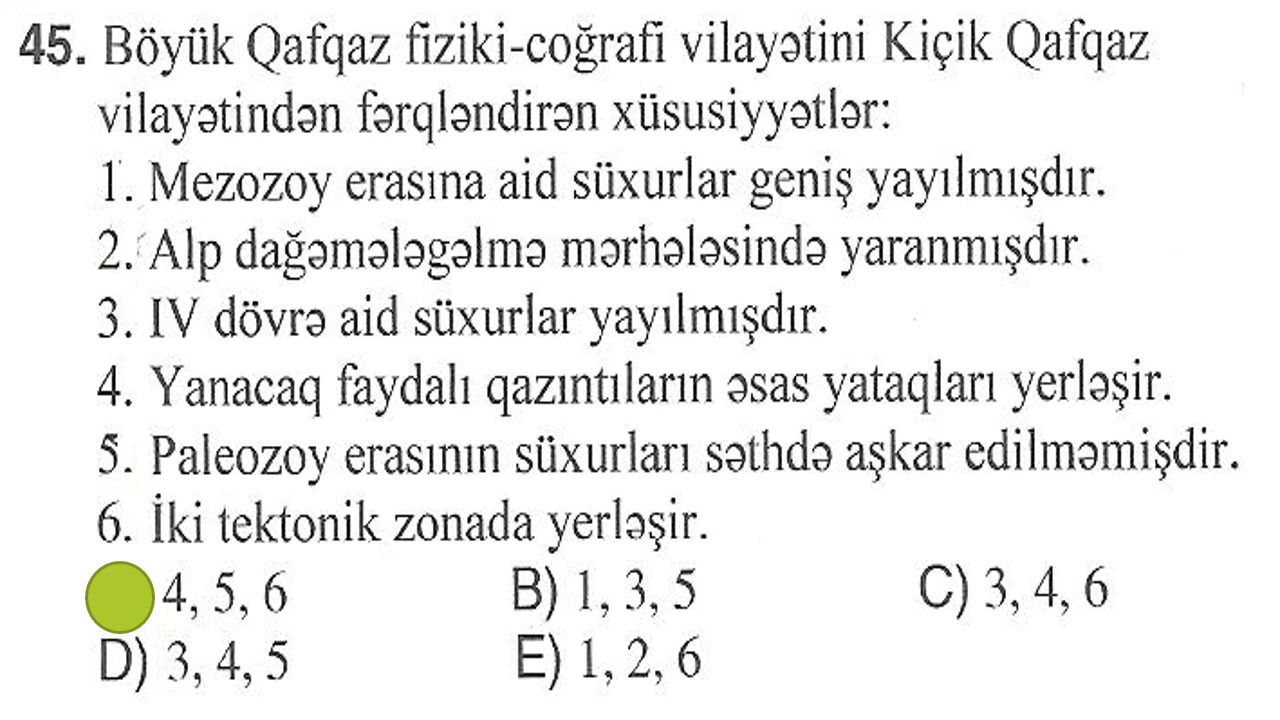 45. Böyük Qafqaz fiziki-coğrafi vilayətini Kiçik Qafqaz
vilayətindən fərqləndirən xüsusiyyətlər:
1. Mezozoy erasına aid süxurlar geniş yayılmışdır.
2. Alp dağəmələgəlmə mərhələsində yaranmışdır.
3. IV dövrə aid süxurlar yayılmışdır.
4. Yanacaq faydalı qazıntıların əsas yataqları yerləşir.
5. Paleozoy erasının süxurları səthdə aşkar edilməmişdir.
6. İki tektonik zonada yerləşir.
4, 5, 6 B) 1, 3, 5 C) 3, 4, 6
D) 3, 4, 5 E) 1, 2, 6